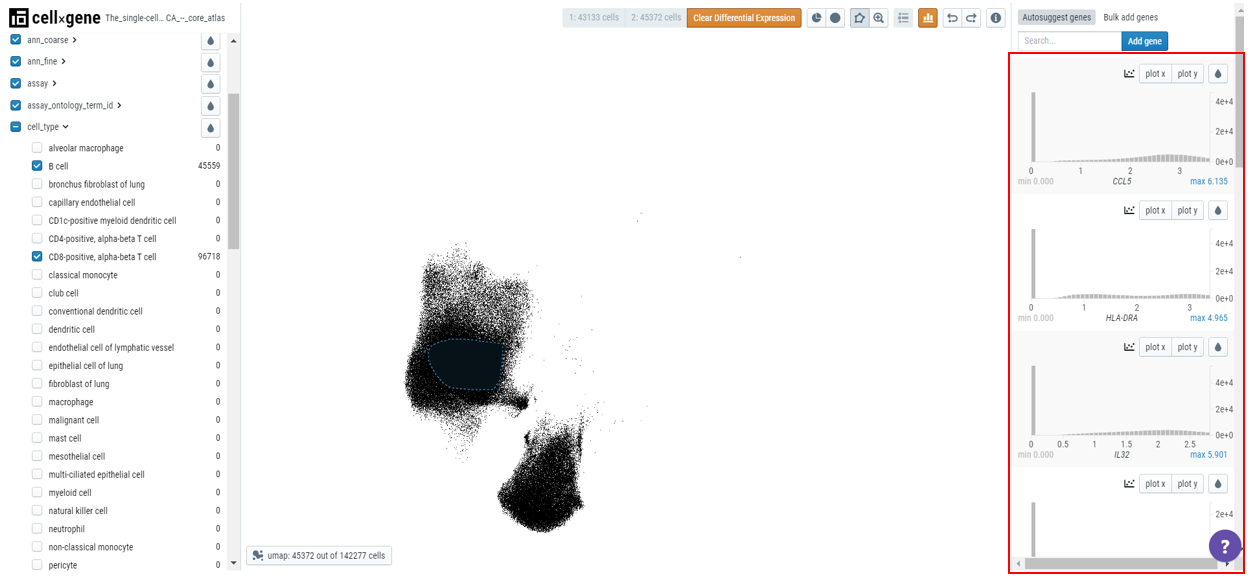 cell×gene The_single-cell... CA_--_core_atlas
1: 43133 cells 2: 45372 cells Clear Differential Expression
Autosuggest genes Bulk add genes
Search... Add gene
ann_coarse
ann_fine
assay
assay_ontology_term_id
cell_type
alveolar macrophage 0
B cell 45559
bronchus fibroblast of lung 0
capillary endothelial cell 0
CD1c-positive myeloid dendritic cell 0
CD4-positive, alpha-beta T cell 0
CD8-positive, alpha-beta T cell 96718
classical monocyte 0
club cell 0
conventional dendritic cell 0
dendritic cell 0
endothelial cell of lymphatic vessel 0
epithelial cell of lung 0
fibroblast of lung 0
macrophage 0
malignant cell 0
mast cell 0
mesothelial cell 0
multi-ciliated epithelial cell 0
myeloid cell 0
natural killer cell 0
neutrophil 0
non-classical monocyte 0
pericyte 0
umap: 45372 out of 142277 cells
plot x plot y
4e+4
2e+4
0e+0
0 1 2 3
min 0.000 CCL5 max 6.135
plot x plot y
4e+4
2e+4
0e+0
0 1 2 3
min 0.000 HLA-DRA max 4.965
plot x plot y
4e+4
2e+4
0e+0
0 0.5 1 1.5 2 2.5
min 0.000 IL32 max 5.901
plot x plot y
2e+4
?